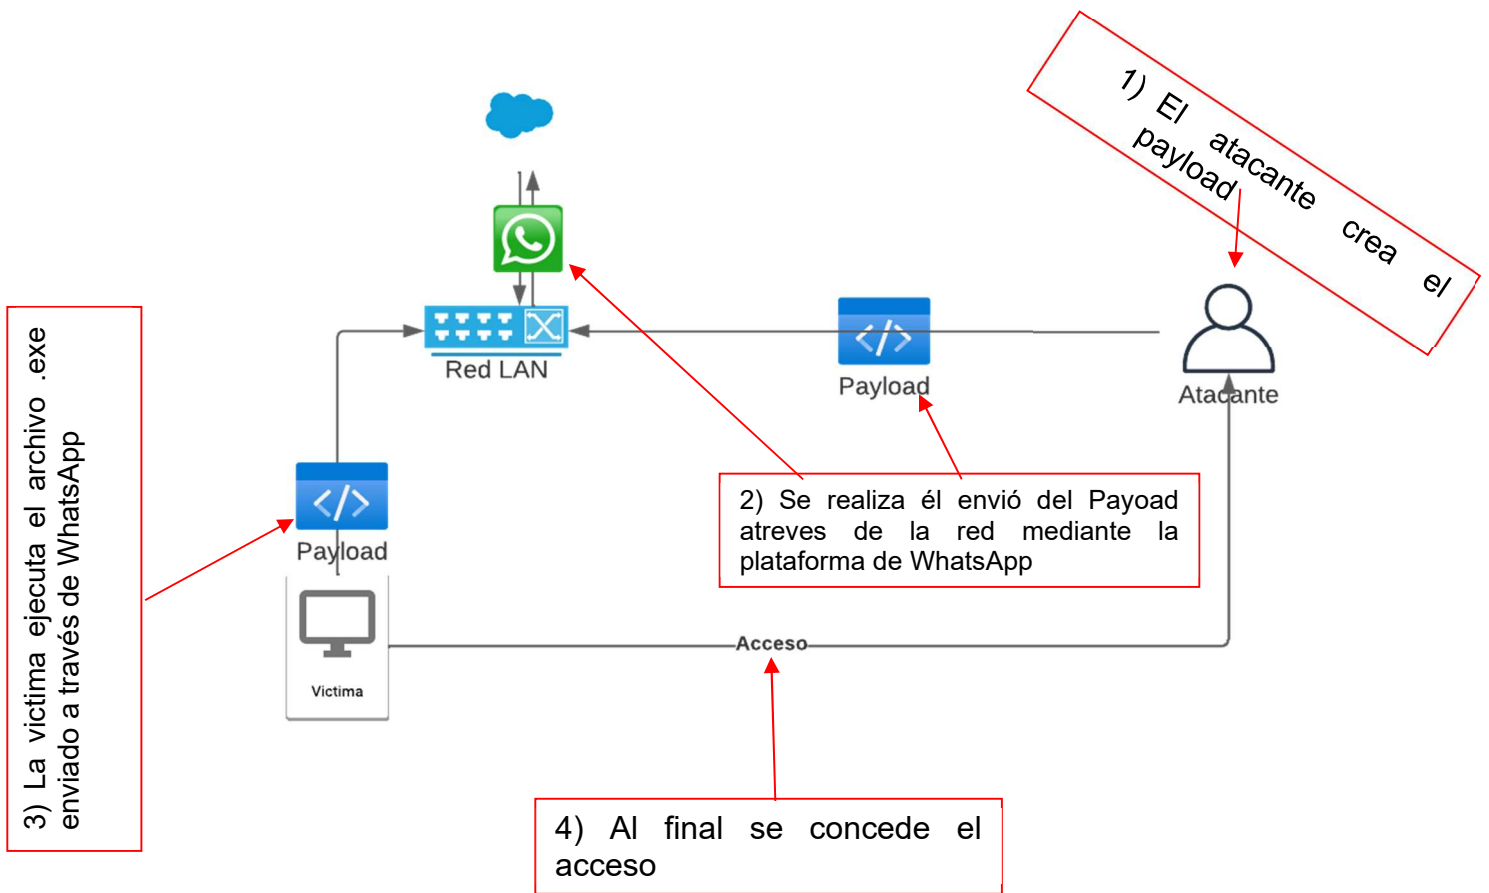 1) El atacante crea el
payload
Red LAN
Payload
Atacante
3) La victima ejecuta el archivo .exe
enviado a través de WhatsApp
Payload
2) Se realiza él envió del Payoad
atreves de la red mediante la
plataforma de WhatsApp
Acceso
Victima
4) Al final se concede el
acceso